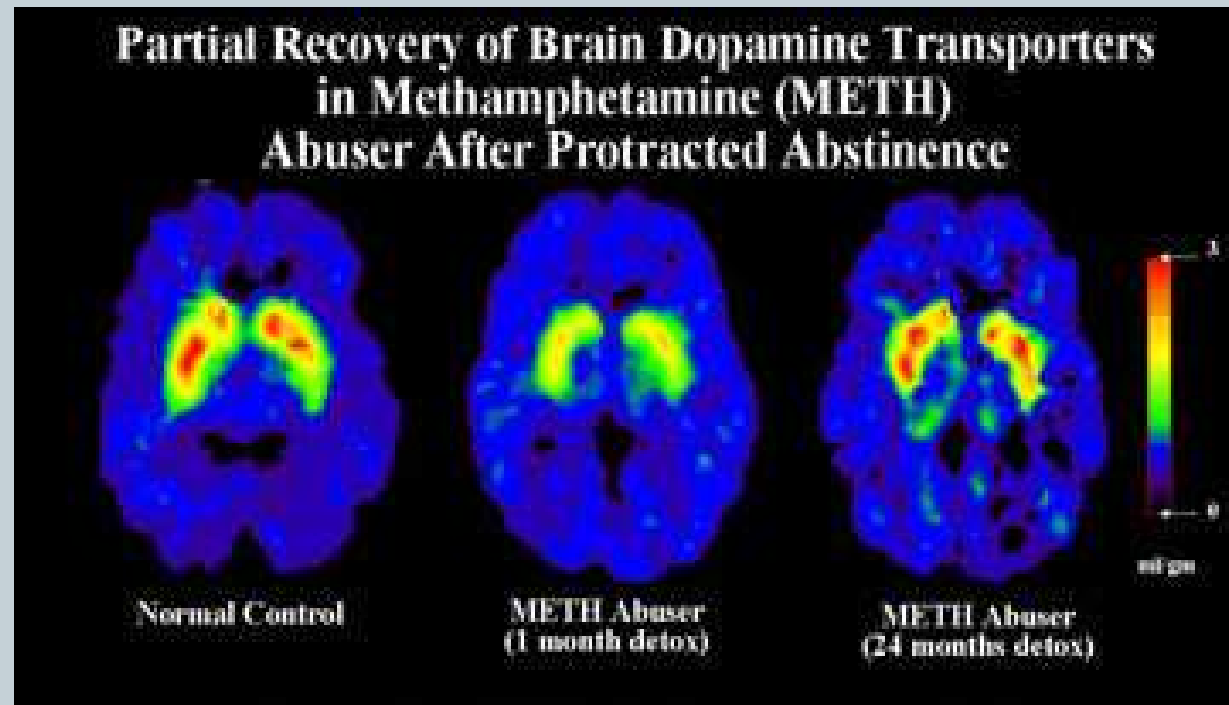 Partial Recovery of Brain Dopamine Transporters
in Methamphetamine (METH)
Abuser After Protracted Abstinence
0
Normal Control
METH Abuser
(1 month detox)
METH Abuser
(24 months detox)